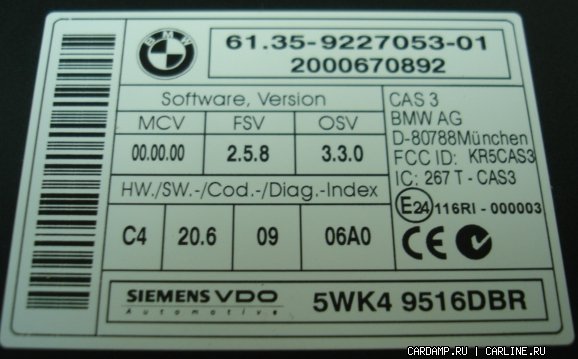 BMW
61.35-9227053-01
2000670892
Software, Version
MCV FSV OSV
00.00.00 2.5.8 3.3.0
HW./SW.-/Cod.-/Diag.-Index
C4 20.6 09 06A0
CAS 3
BMW AG
D-80788München
FCC ID: KR5CAS3
IC: 267 T - CAS3
E24 116RI - 000003
CE
SIEMENS VDO
Automotive
5WK4 9516DBR
CARDAMP.RU | CARLINE.RU